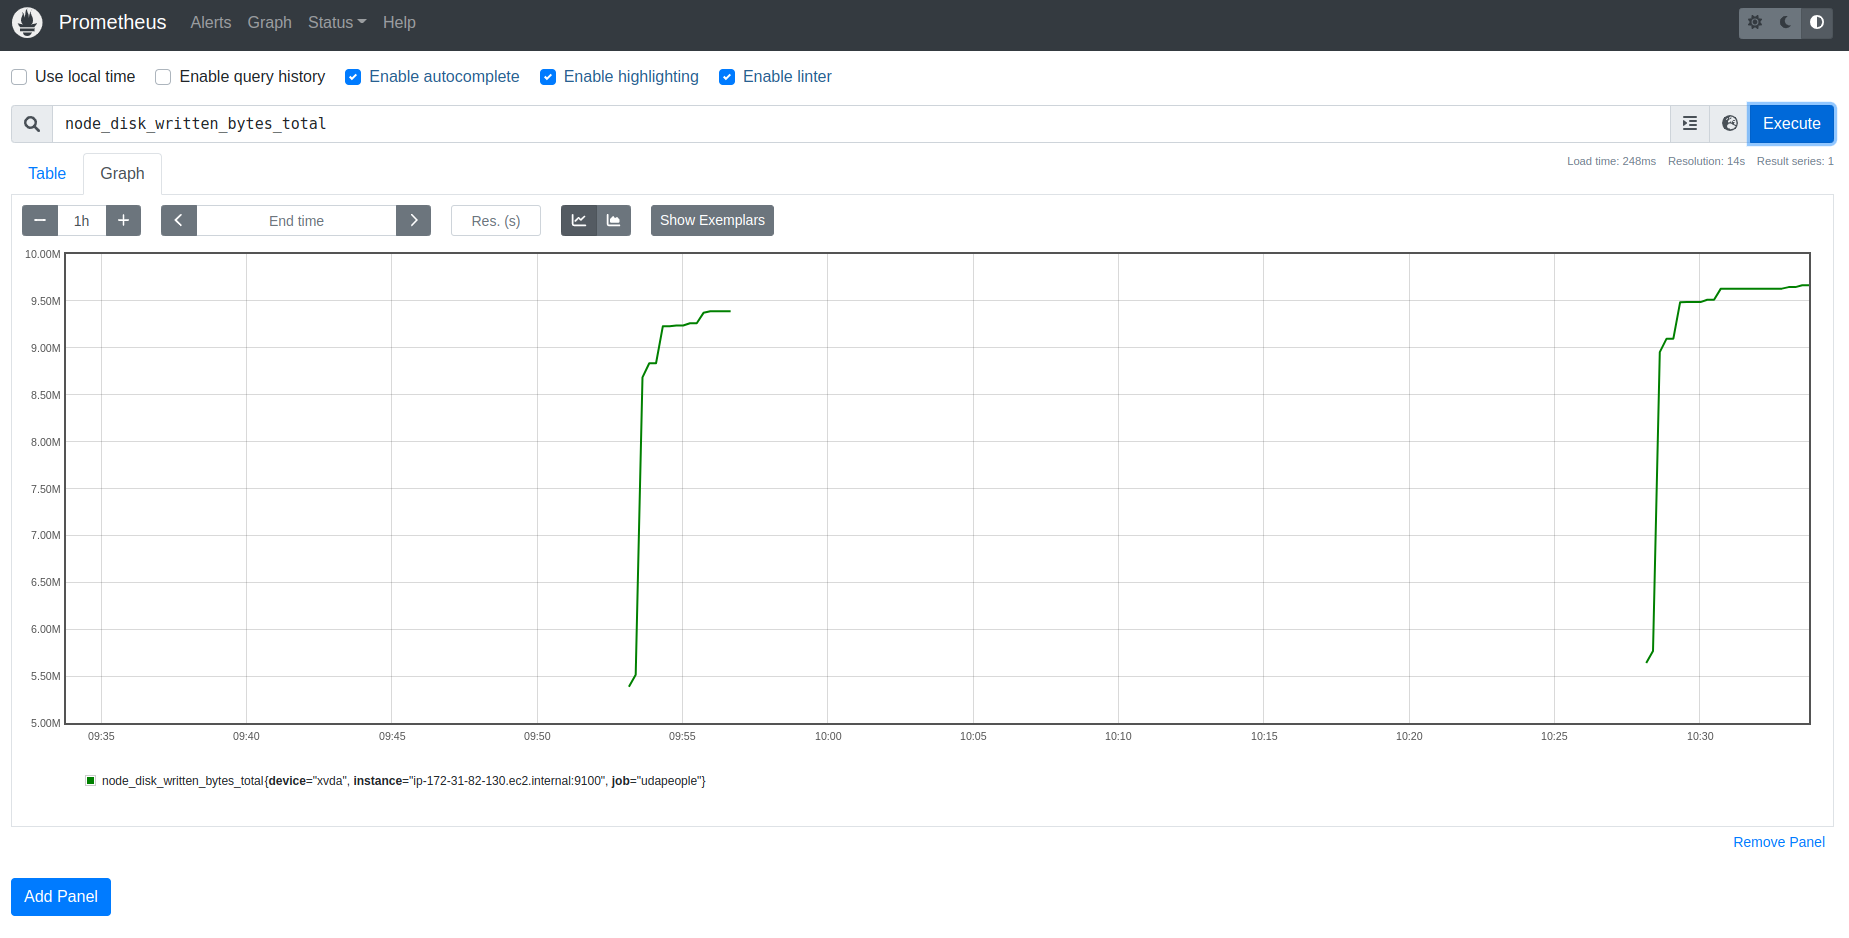 Prometheus Alerts Graph Status Help
Use local time Enable query history Enable autocomplete Enable highlighting Enable linter
node_disk_written_bytes_total Execute
Load time: 248ms Resolution: 14s Result series: 1
Table Graph
1h End time Res. (s) Show Exemplars
10.00M
9.50M
9.00M
8.50M
8.00M
7.50M
7.00M
6.50M
6.00M
5.50M
5.00M
09:35 09:40 09:45 09:50 09:55 10:00 10:05 10:10 10:15 10:20 10:25 10:30
node_disk_written_bytes_total{device="xvda", instance="ip-172-31-82-130.ec2.internal:9100", job="udapeople"}
Remove Panel
Add Panel